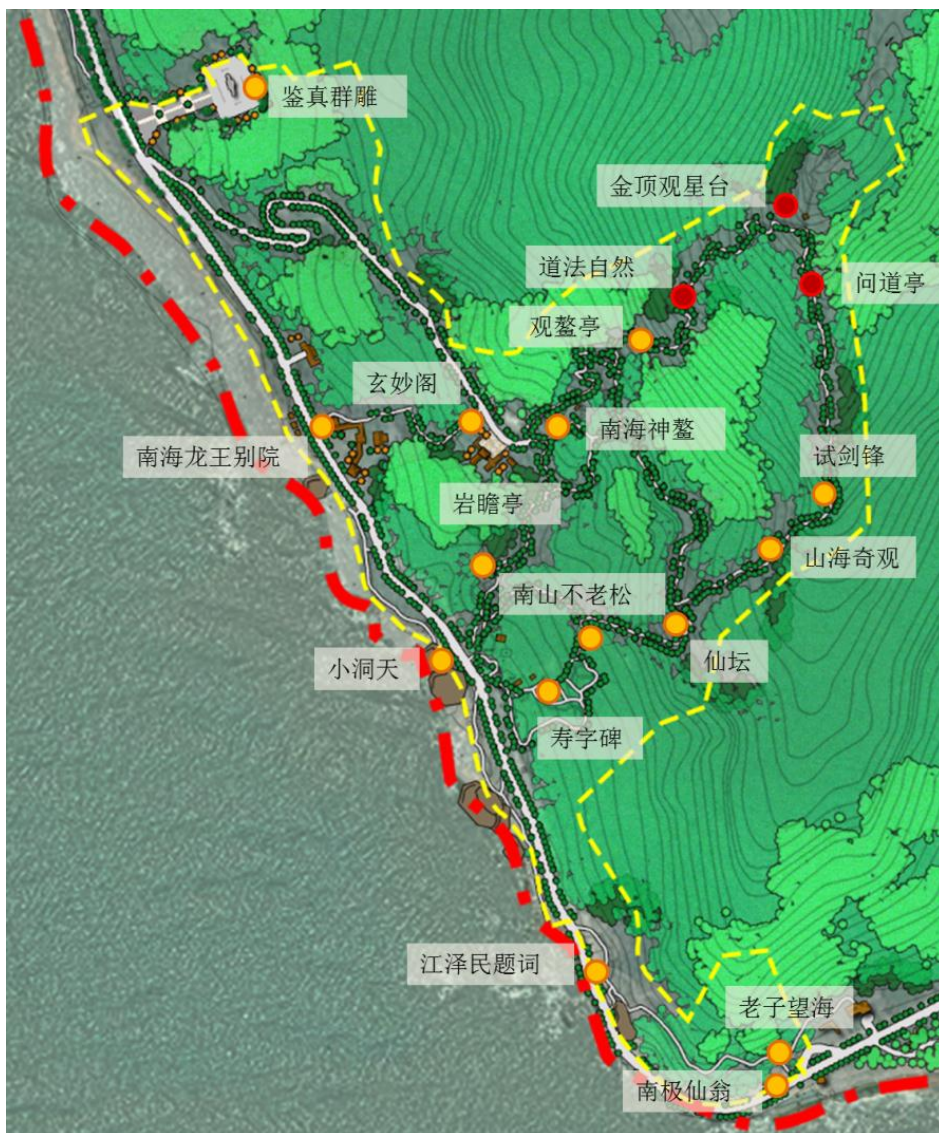 鉴真群雕
金顶观星台
道法自然
问道亭
观鳌亭
玄妙阁
南海神鳌
南海龙王别院
试剑锋
岩瞻亭
山海奇观
南山不老松
小洞天
仙坛
寿字碑
江泽民题词
老子望海
南极仙翁